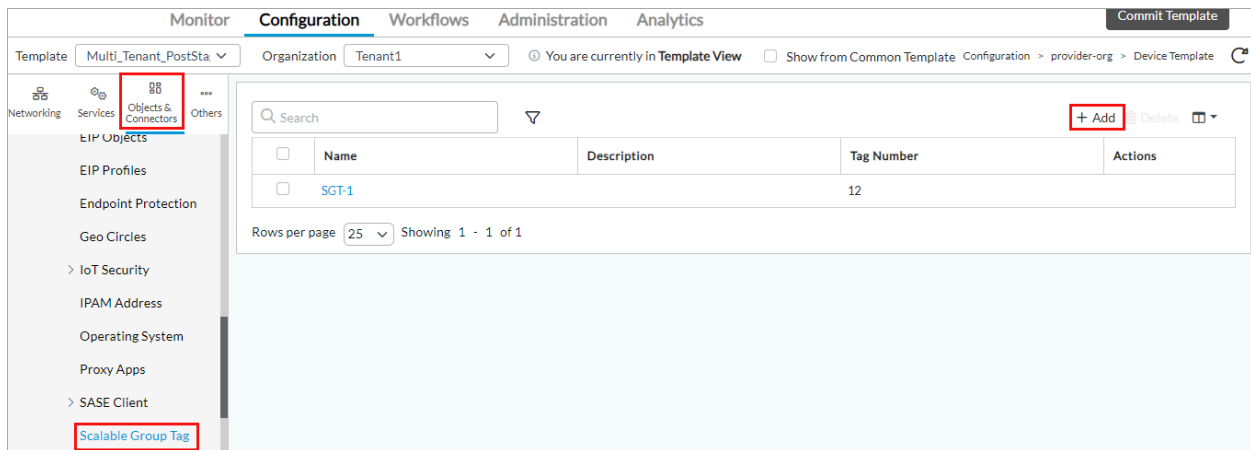 Monitor Configuration Workflows Administration Analytics Commit Template
Template Multi_Tenant_PostSta Organization Tenant1 You are currently in Template View Show from Common Template Configuration > provider-org > Device Template
Networking Services Objects & Connectors Others
EIP Objects
EIP Profiles
Endpoint Protection
Geo Circles
> IoT Security
IPAM Address
Operating System
Proxy Apps
> SASE Client
Scalable Group Tag
Search + Add Delete
Name Description Tag Number Actions
SGT-1 12
Rows per page 25 Showing 1 - 1 of 1